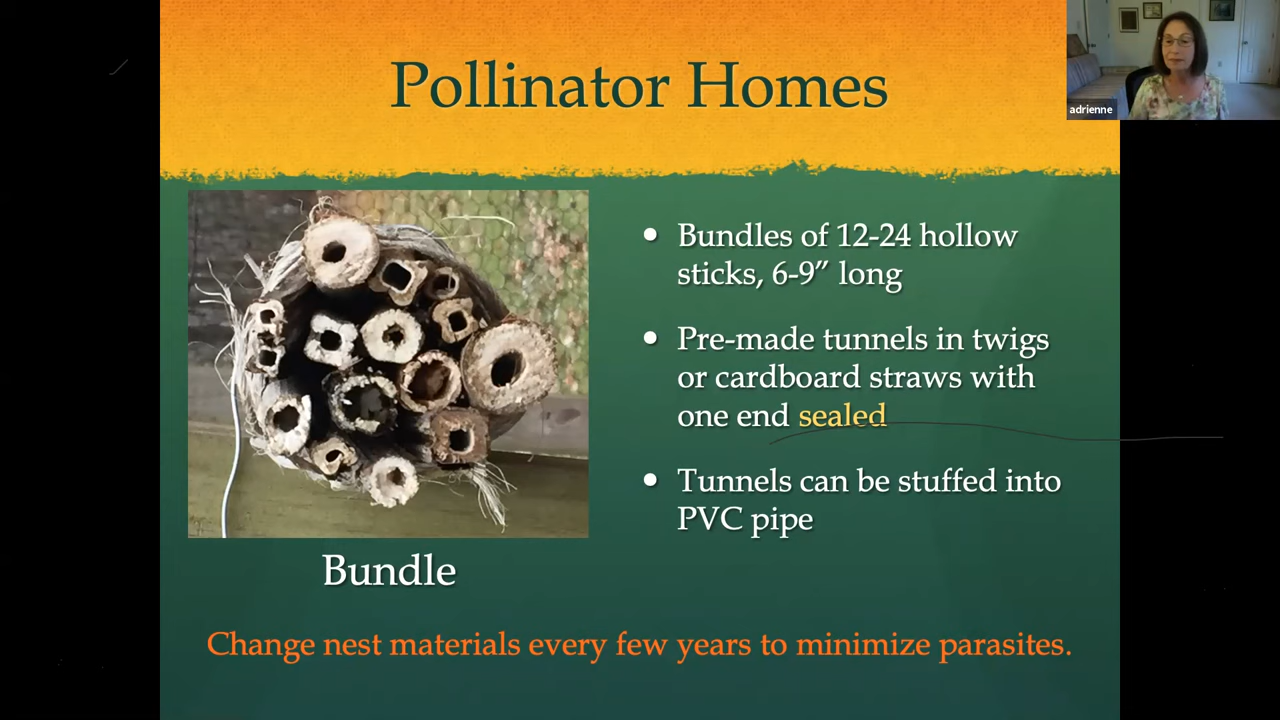 Pollinator Homes
adrienne
• Bundles of 12-24 hollow
sticks, 6-9” long
• Pre-made tunnels in twigs
or cardboard straws with
one end sealed
• Tunnels can be stuffed into
PVC pipe
Bundle
Change nest materials every few years to minimize parasites.